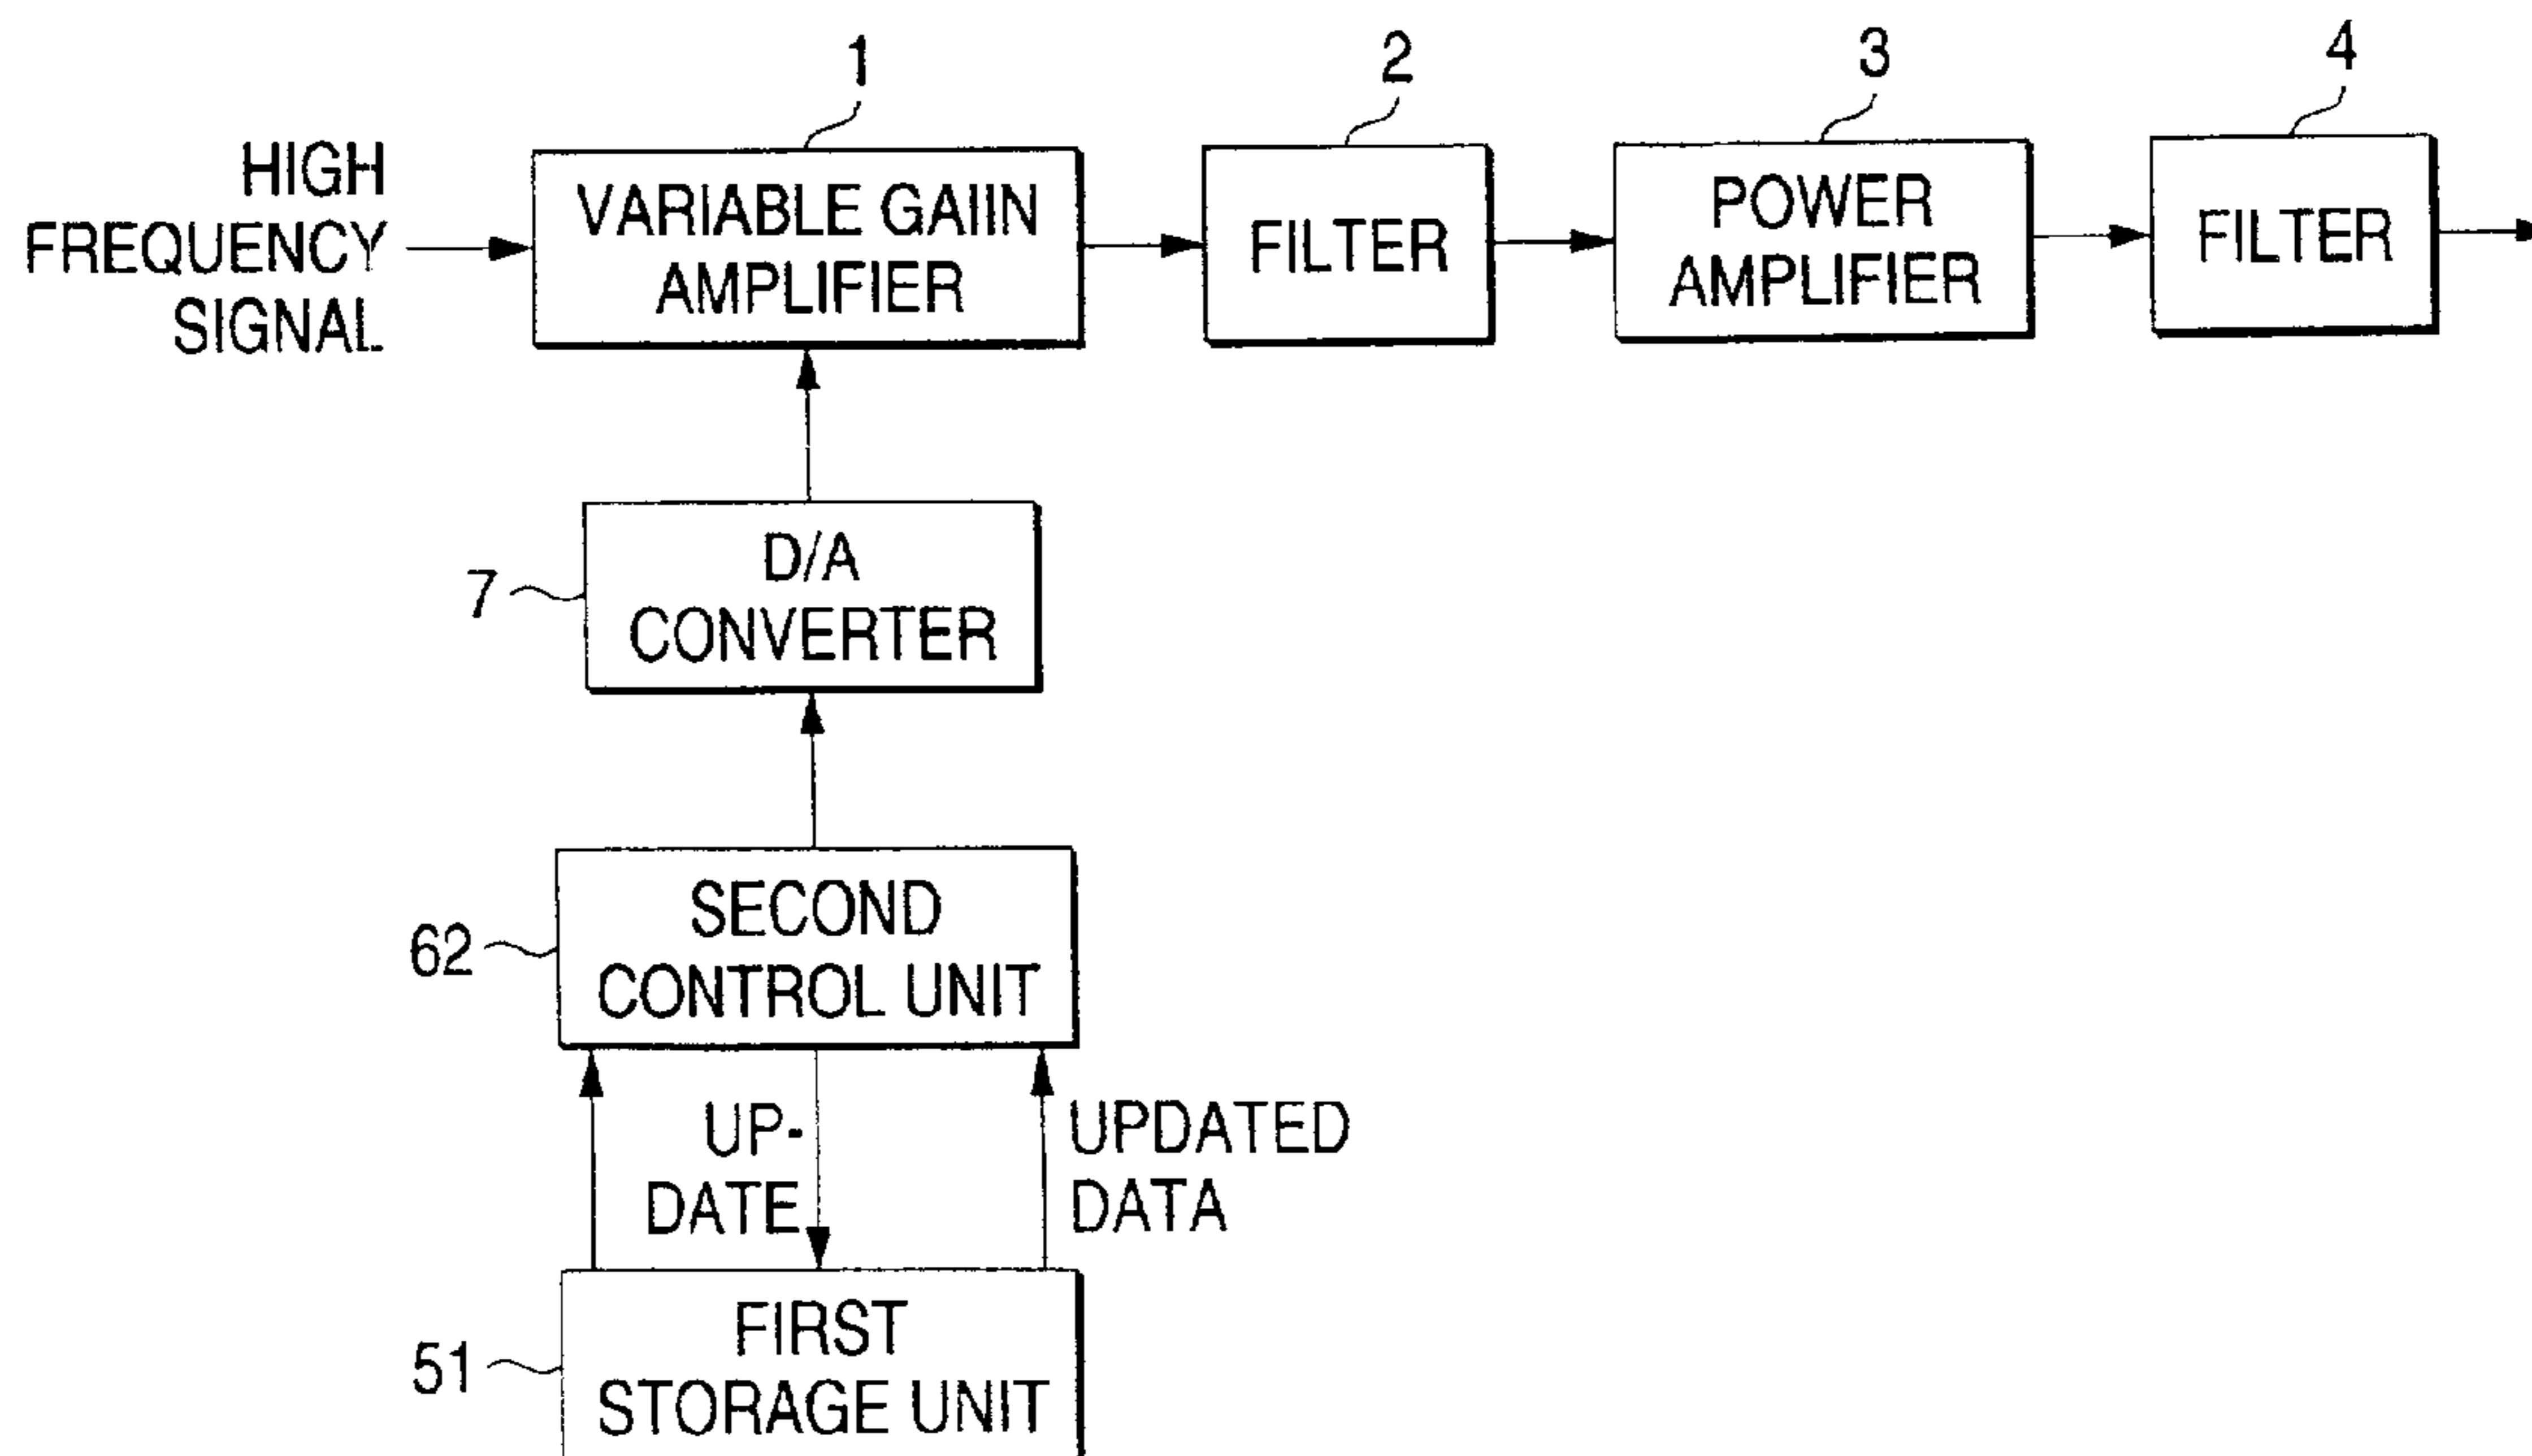 1
2
3
4
HIGH
FREQUENCY
SIGNAL
VARIABLE GAIIN
AMPLIFIER
FILTER
POWER
AMPLIFIER
FILTER
7
D/A
CONVERTER
62
SECOND
CONTROL UNIT
UP-
DATE
UPDATED
DATA
51
FIRST
STORAGE UNIT